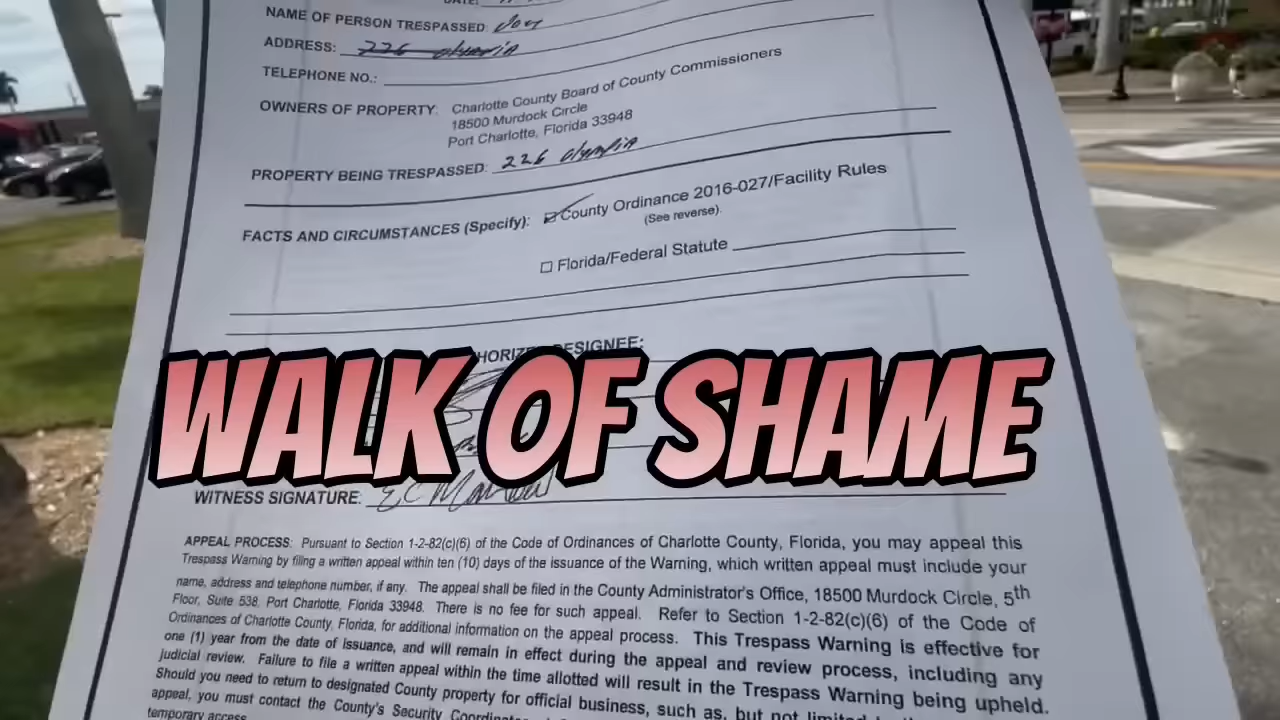 DATE:
NAME OF PERSON TRESPASSED:
ADDRESS: 226 Olympia
TELEPHONE NO.:
OWNERS OF PROPERTY: Charlotte County Board of County Commissioners
18500 Murdock Circle
Port Charlotte, Florida 33948
PROPERTY BEING TRESPASSED: 226 Olympia
FACTS AND CIRCUMSTANCES (Specify): County Ordinance 2016-027/Facility Rules
(See reverse).
Florida/Federal Statute
DESIGNEE:
WALK OF SHAME
WITNESS SIGNATURE:
APPEAL PROCESS: Pursuant to Section 1-2-82(c)(6) of the Code of Ordinances of Charlotte County, Florida, you may appeal this
Trespass Warning by filing a written appeal within ten (10) days of the issuance of the Warning, which written appeal must include your
name, address and telephone number, if any. The appeal shall be filed in the County Administrator's Office, 18500 Murdock Circle, 5th
Floor, Suite 538, Port Charlotte, Florida 33948. There is no fee for such appeal. Refer to Section 1-2-82(c)(6) of the Code of
Ordinances of Charlotte County, Florida, for additional information on the appeal process. This Trespass Warning is effective for
one (1) year from the date of issuance, and will remain in effect during the appeal and review process, including any
judicial review. Failure to file a written appeal within the time allotted will result in the Trespass Warning being upheld.
Should you need to return to designated County property for official business, such as, but not limited
appeal, you must contact the County's Security
temporary access